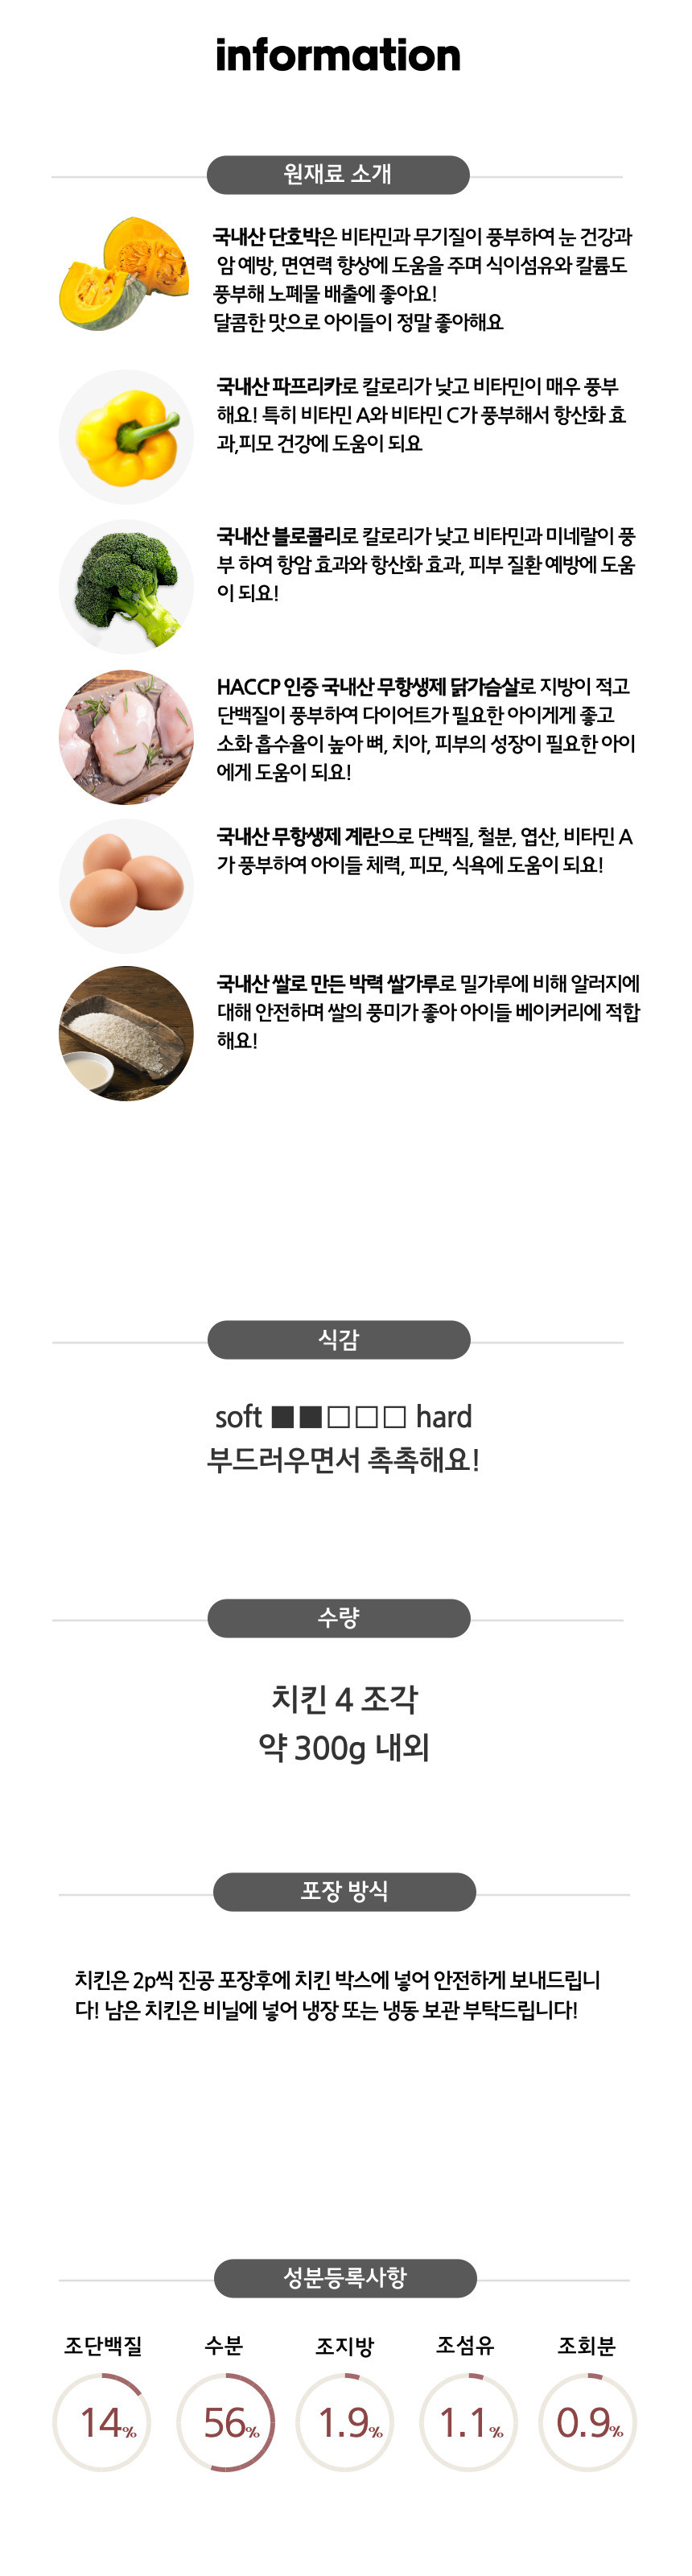 information
원재료 소개
국내산 단호박은 비타민과 무기질이 풍부하여 눈 건강과
암 예방, 면연력 향상에 도움을 주며 식이섬유와 칼륨도
풍부해 노폐물 배출에 좋아요!
달콤한 맛으로 아이들이 정말 좋아해요
국내산 파프리카로 칼로리가 낮고 비타민이 매우 풍부
해요! 특히 비타민 A와 비타민 C가 풍부해서 항산화 효
과,피모 건강에 도움이 되요
국내산 블로콜리로 칼로리가 낮고 비타민과 미네랄이 풍
부 하여 항암 효과와 항산화 효과, 피부 질환 예방에 도움
이 되요!
HACCP 인증 국내산 무항생제 닭가슴살로 지방이 적고
단백질이 풍부하여 다이어트가 필요한 아이게게 좋고
소화 흡수율이 높아 뼈, 치아, 피부의 성장이 필요한 아이
에게 도움이 되요!
국내산 무항생제 계란으로 단백질, 철분, 엽산, 비타민 A
가 풍부하여 아이들 체력, 피모, 식욕에 도움이 되요!
국내산 쌀로 만든 박력 쌀가루로 밀가루에 비해 알러지에
대해 안전하며 쌀의 풍미가 좋아 아이들 베이커리에 적합
해요!
식감
soft ■■□□□ hard
부드러우면서 촉촉해요!
수량
치킨 4 조각
약 300g 내외
포장 방식
치킨은 2p씩 진공 포장후에 치킨 박스에 넣어 안전하게 보내드립니
다! 남은 치킨은 비닐에 넣어 냉장 또는 냉동 보관 부탁드립니다!
성분등록사항
조단백질 수분 조지방 조섬유 조회분
14% 56% 1.9% 1.1% 0.9%